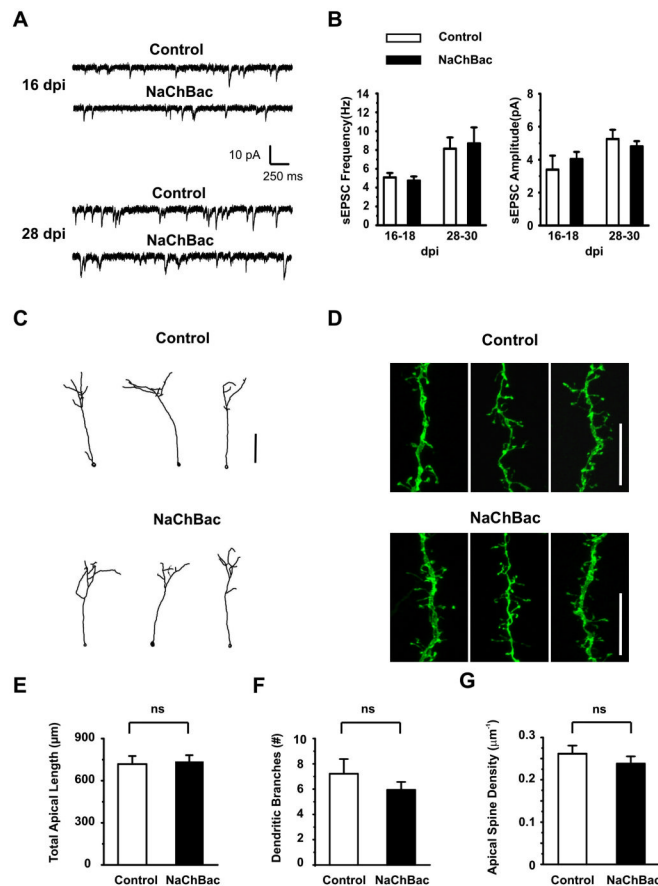 A
Control
16 dpi
NaChBac
10 pA
250 ms
Control
28 dpi
NaChBac
B
Control
NaChBac
sEPSC Frequency(Hz)
14
12
10
8
6
4
2
0
16-18
28-30
dpi
sEPSC Amplitude(pA)
8
6
4
2
0
16-18
28-30
dpi
C
Control
NaChBac
D
Control
NaChBac
E
ns
Total Apical Length (µm)
900
600
300
0
Control
NaChBac
F
ns
Dendritic Branches (#)
10
8
6
4
2
0
Control
NaChBac
G
ns
Apical Spine Density (µm⁻¹)
0.3
0.2
0.1
0
Control
NaChBac